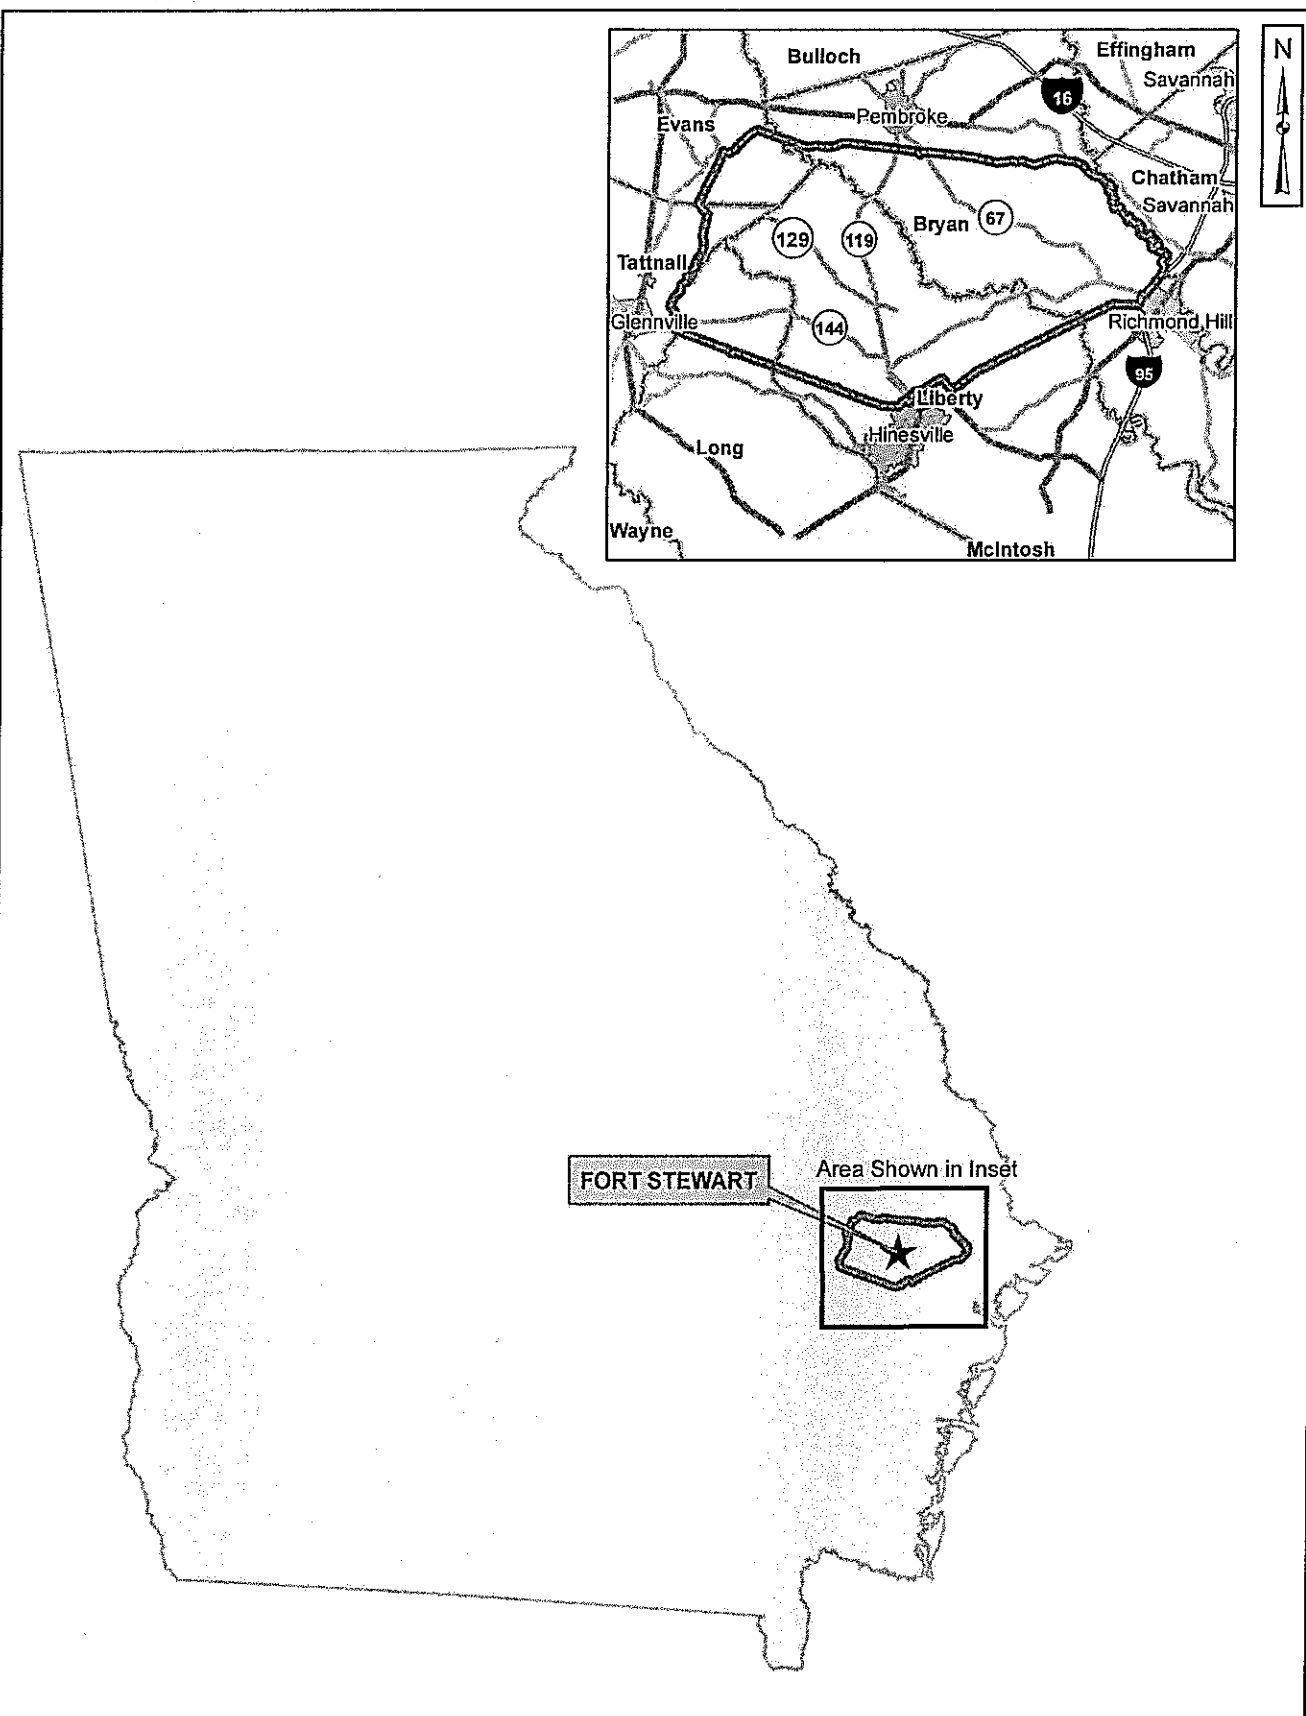 N
Bulloch
Effingham
Savannah
16
Pembroke
Evans
Chatham
Savannah
Bryan
67
129
119
Tattnall
Glennville
144
Richmond Hill
95
Liberty
Hinesville
Long
Wayne
McIntosh
Area Shown in Inset
FORT STEWART